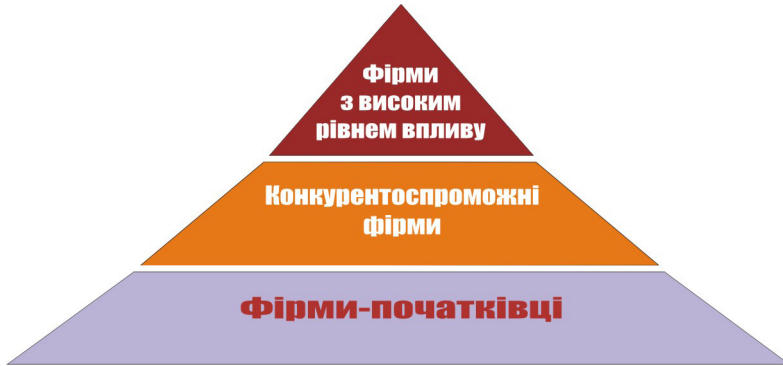 Фірми
з високим
рівнем впливу
Конкурентоспроможні
фірми
Фірми-початківці